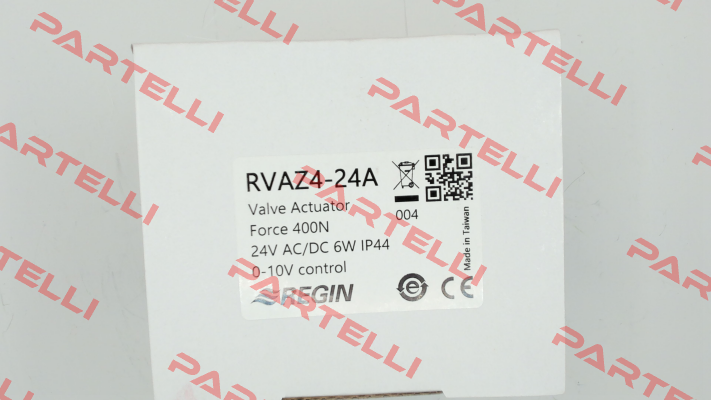 RVAZ4-24A
Valve Actuator
Force 400N
24V AC/DC 6W IP44
0-10V control
REGIN
004
Made in Taiwan
CE
PARTELLI
PARTELLI
PARTELLI
PARTELLI
PARTELLI
PARTELLI
PARTELLI
PARTELLI
PARTELLI